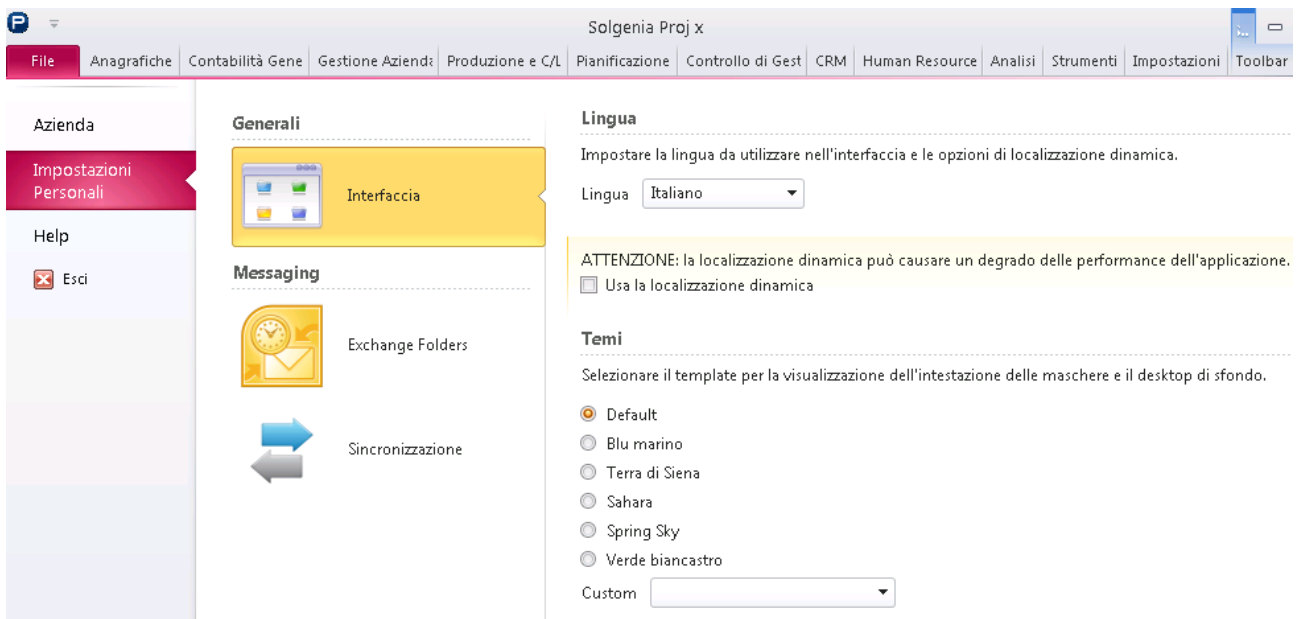 Solgenia Proj x
File Anagrafiche Contabilità Gene Gestione Azienda Produzione e C/L Pianificazione Controllo di Gest CRM Human Resource Analisi Strumenti Impostazioni Toolbar
Azienda
Impostazioni
Personali
Help
Esci
Generali
Interfaccia
Messaging
Exchange Folders
Sincronizzazione
Lingua
Impostare la lingua da utilizzare nell'interfaccia e le opzioni di localizzazione dinamica.
Lingua Italiano
ATTENZIONE: la localizzazione dinamica può causare un degrado delle performance dell'applicazione.
Usa la localizzazione dinamica
Temi
Selezionare il template per la visualizzazione dell'intestazione delle maschere e il desktop di sfondo.
Default
Blu marino
Terra di Siena
Sahara
Spring Sky
Verde biancastro
Custom